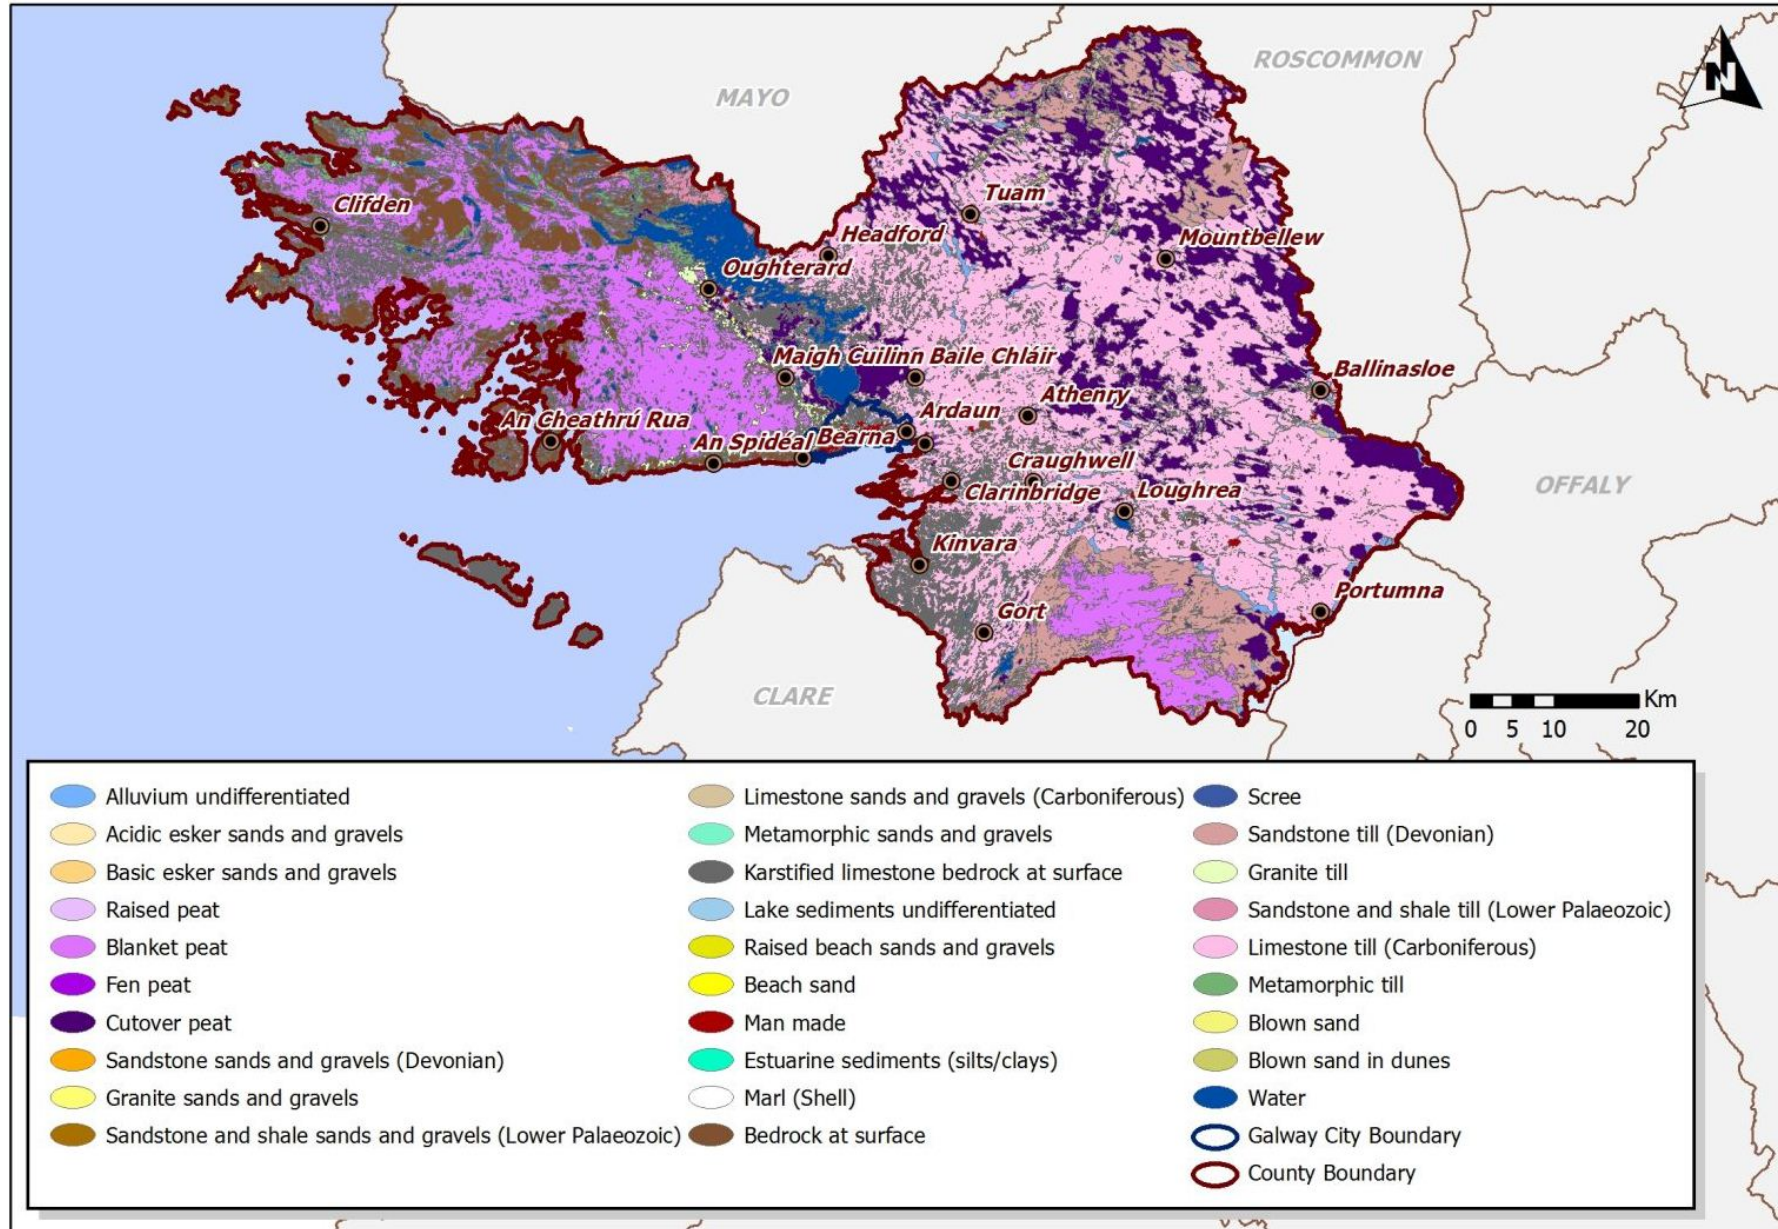 ROSCOMMON
MAYO
N
Clifden
Tuam
Headford
Mountbellew
Oughterard
Maigh Cuilinn
Baile Chláir
Ballinasloe
Athenry
Ardaun
An Cheathrú Rua
An Spidéal
Bearna
Craughwell
Clarinbridge
Loughrea
OFFALY
Kinvara
Portumna
Gort
CLARE
Km
0 5 10 20
Alluvium undifferentiated
Acidic esker sands and gravels
Basic esker sands and gravels
Raised peat
Blanket peat
Fen peat
Cutover peat
Sandstone sands and gravels (Devonian)
Granite sands and gravels
Sandstone and shale sands and gravels (Lower Palaeozoic)
Limestone sands and gravels (Carboniferous)
Metamorphic sands and gravels
Karstified limestone bedrock at surface
Lake sediments undifferentiated
Raised beach sands and gravels
Beach sand
Man made
Estuarine sediments (silts/clays)
Marl (Shell)
Bedrock at surface
Scree
Sandstone till (Devonian)
Granite till
Sandstone and shale till (Lower Palaeozoic)
Limestone till (Carboniferous)
Metamorphic till
Blown sand
Blown sand in dunes
Water
Galway City Boundary
County Boundary